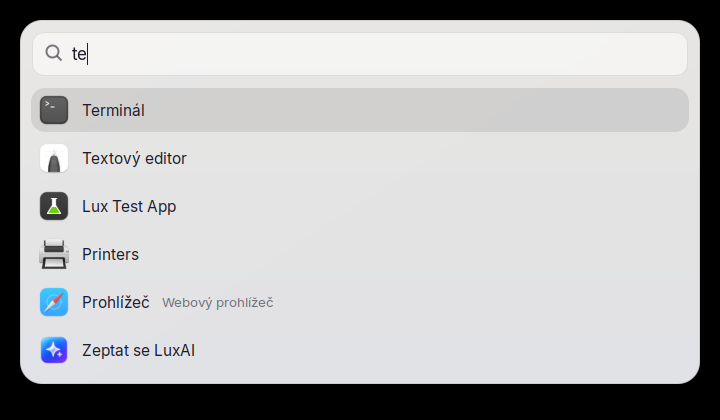 te
>_
Terminál
Textový editor
Lux Test App
Printers
Prohlížeč Webový prohlížeč
Zeptat se LuxAI